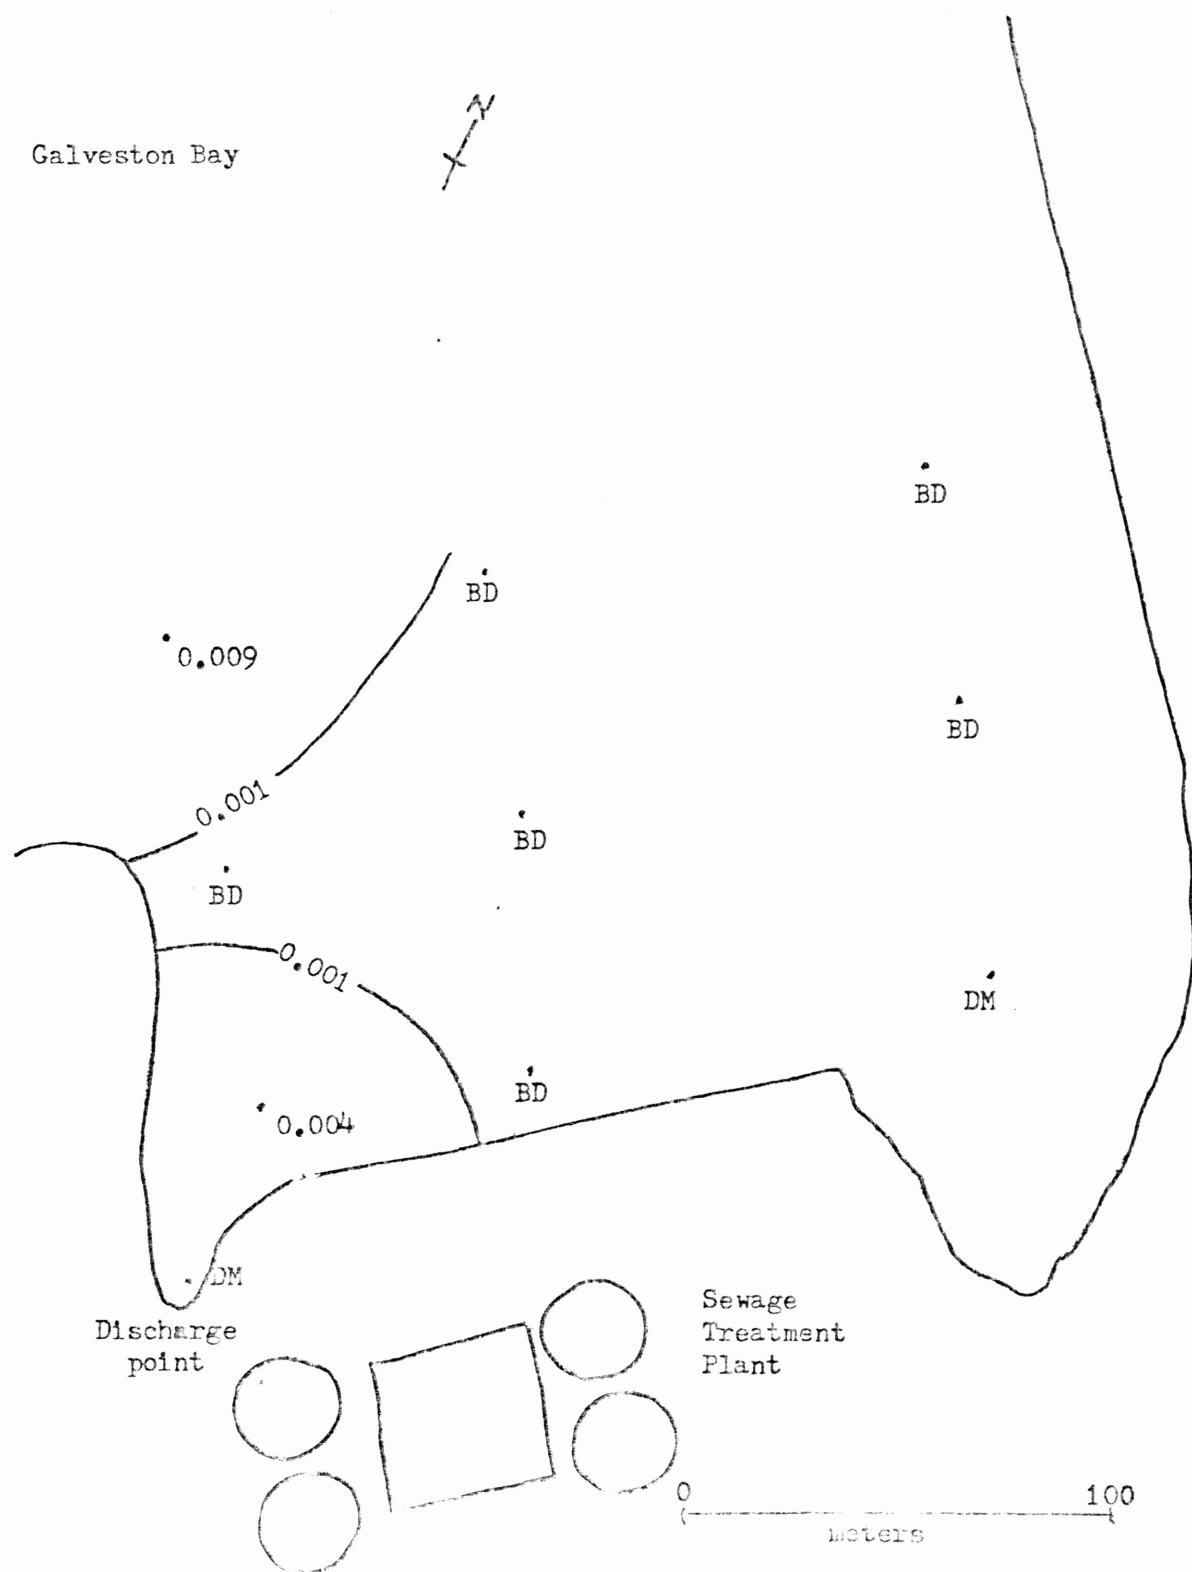 N
Galveston Bay
BD
BD
0.009
BD
0.001
BD
BD
0.001
DM
BD
0.004
DM
Discharge
point
Sewage
Treatment
Plant
0
100
meters